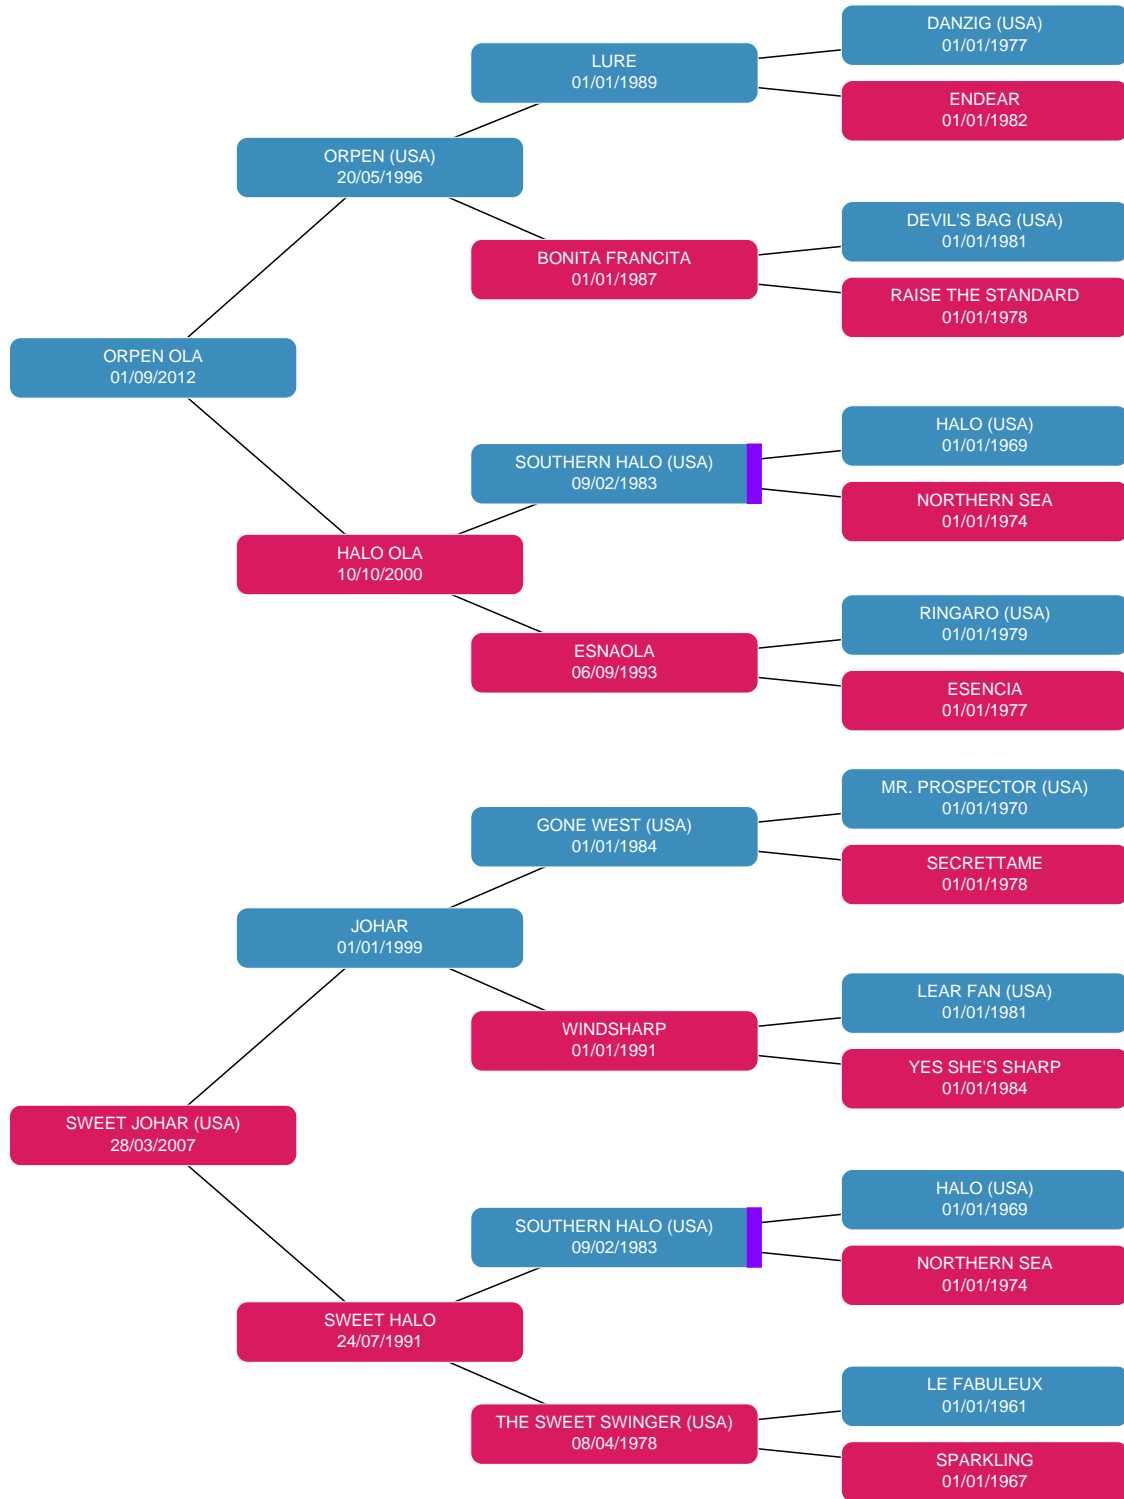 DANZIG (USA)
01/01/1977
LURE
01/01/1989
ENDEAR
01/01/1982
ORPEN (USA)
20/05/1996
DEVIL'S BAG (USA)
01/01/1981
BONITA FRANCITA
01/01/1987
RAISE THE STANDARD
01/01/1978
ORPEN OLA
01/09/2012
HALO (USA)
01/01/1969
SOUTHERN HALO (USA)
09/02/1983
NORTHERN SEA
01/01/1974
HALO OLA
10/10/2000
RINGARO (USA)
01/01/1979
ESNAOLA
06/09/1993
ESENCIA
01/01/1977
MR. PROSPECTOR (USA)
01/01/1970
GONE WEST (USA)
01/01/1984
SECRETTAME
01/01/1978
JOHAR
01/01/1999
LEAR FAN (USA)
01/01/1981
WINDSHARP
01/01/1991
YES SHE'S SHARP
01/01/1984
SWEET JOHAR (USA)
28/03/2007
HALO (USA)
01/01/1969
SOUTHERN HALO (USA)
09/02/1983
NORTHERN SEA
01/01/1974
SWEET HALO
24/07/1991
LE FABULEUX
01/01/1961
THE SWEET SWINGER (USA)
08/04/1978
SPARKLING
01/01/1967